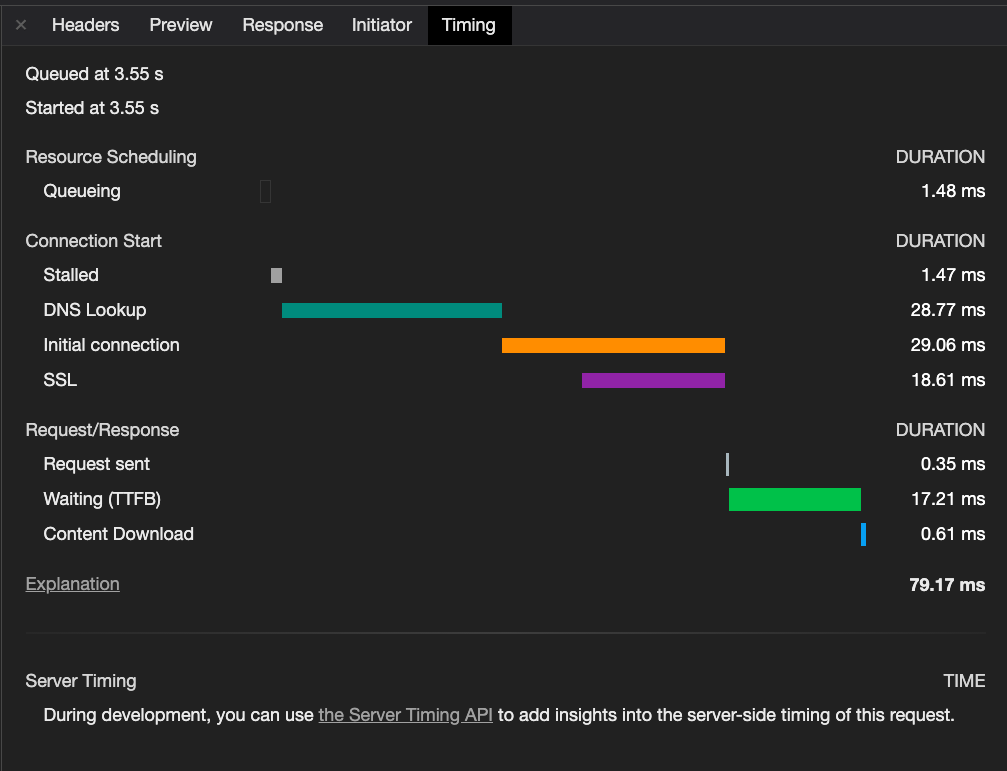 × Headers Preview Response Initiator Timing
Queued at 3.55 s
Started at 3.55 s
Resource Scheduling DURATION
Queueing 1.48 ms
Connection Start DURATION
Stalled 1.47 ms
DNS Lookup 28.77 ms
Initial connection 29.06 ms
SSL 18.61 ms
Request/Response DURATION
Request sent 0.35 ms
Waiting (TTFB) 17.21 ms
Content Download 0.61 ms
Explanation 79.17 ms
Server Timing TIME
During development, you can use the Server Timing API to add insights into the server-side timing of this request.